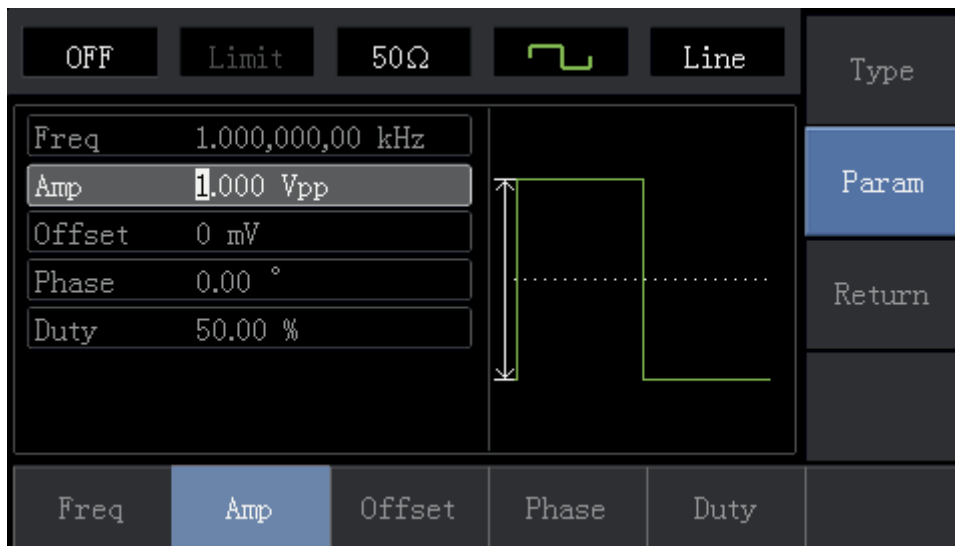 OFF Limit 50Ω Line
Type
Freq 1.000,000,00 kHz
Amp 1.000 Vpp
Param
Offset 0 mV
Phase 0.00 °
Return
Duty 50.00 %
Freq Amp Offset Phase Duty